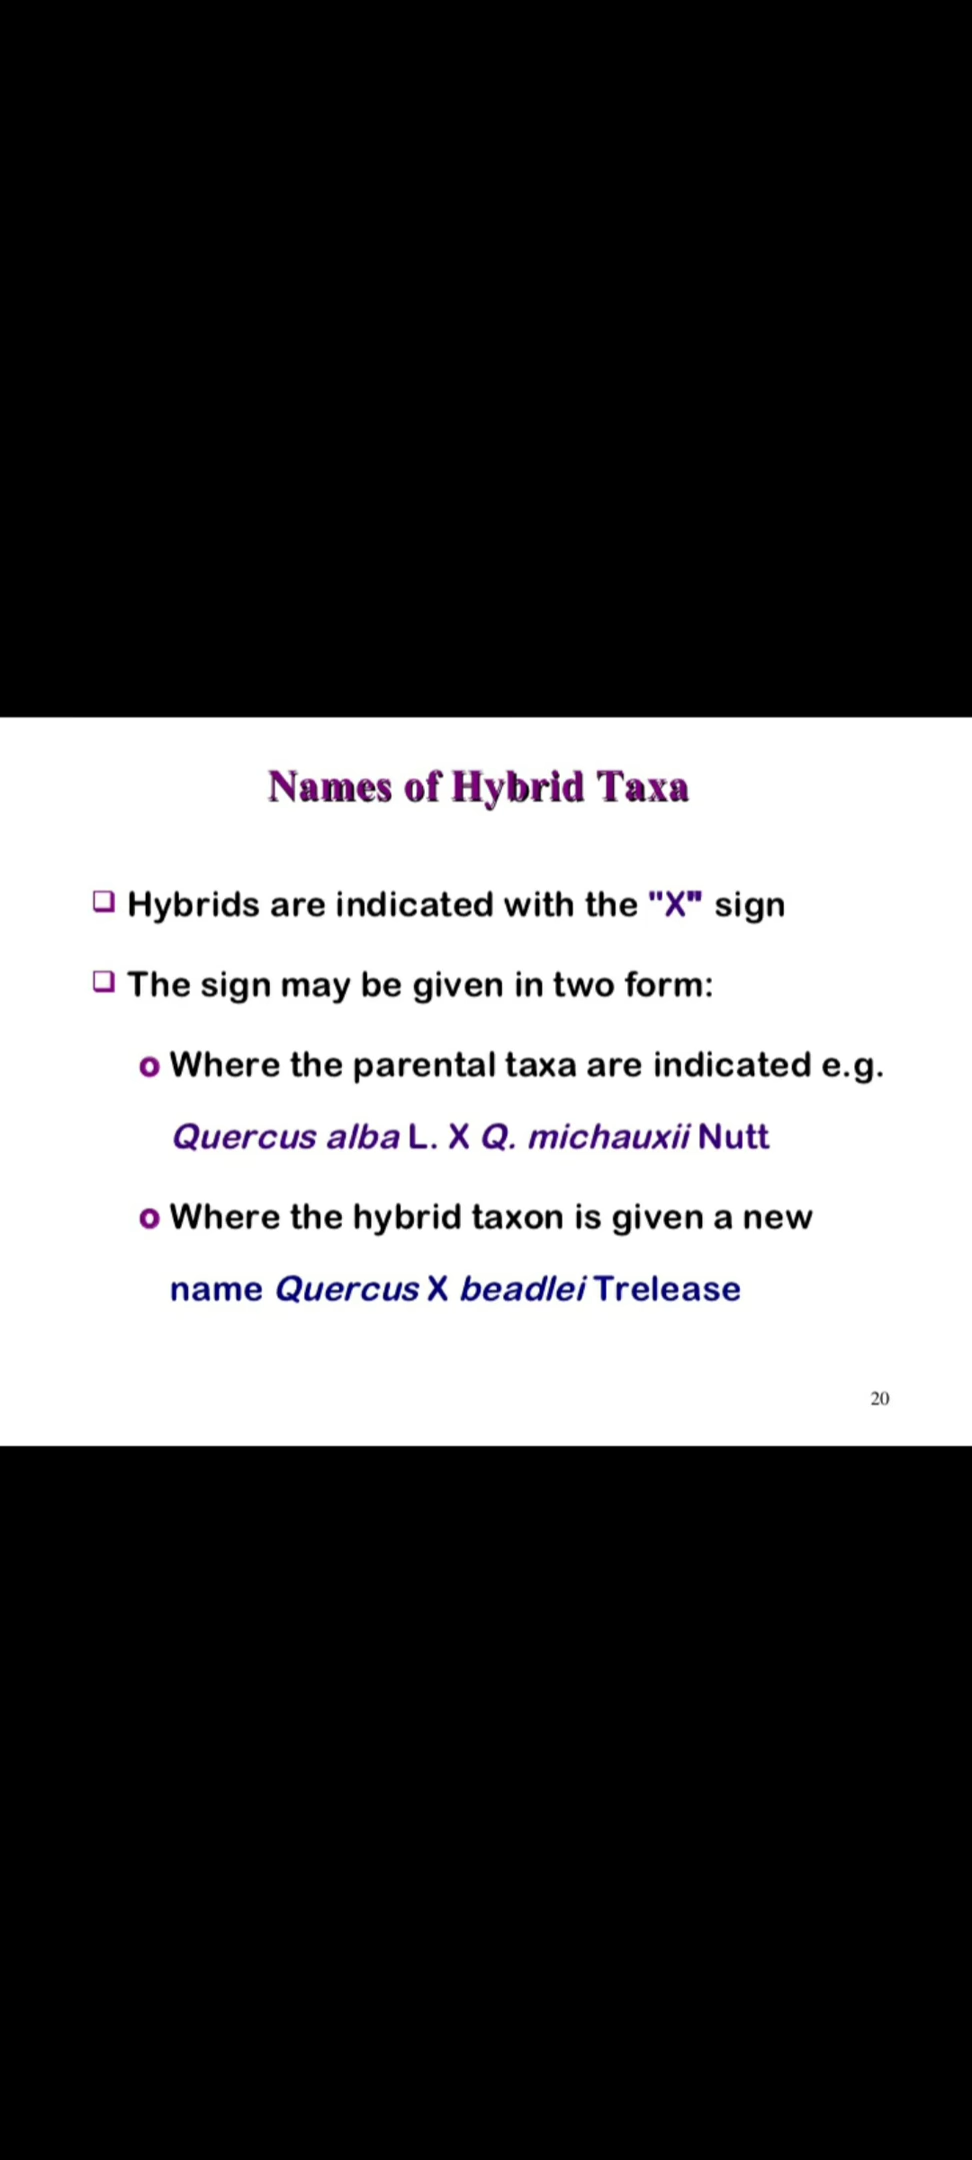 Names of Hybrid Taxa
❑ Hybrids are indicated with the "X" sign
❑ The sign may be given in two form:
o Where the parental taxa are indicated e.g.
Quercus alba L. X Q. michauxii Nutt
o Where the hybrid taxon is given a new
name Quercus X beadlei Trelease
20